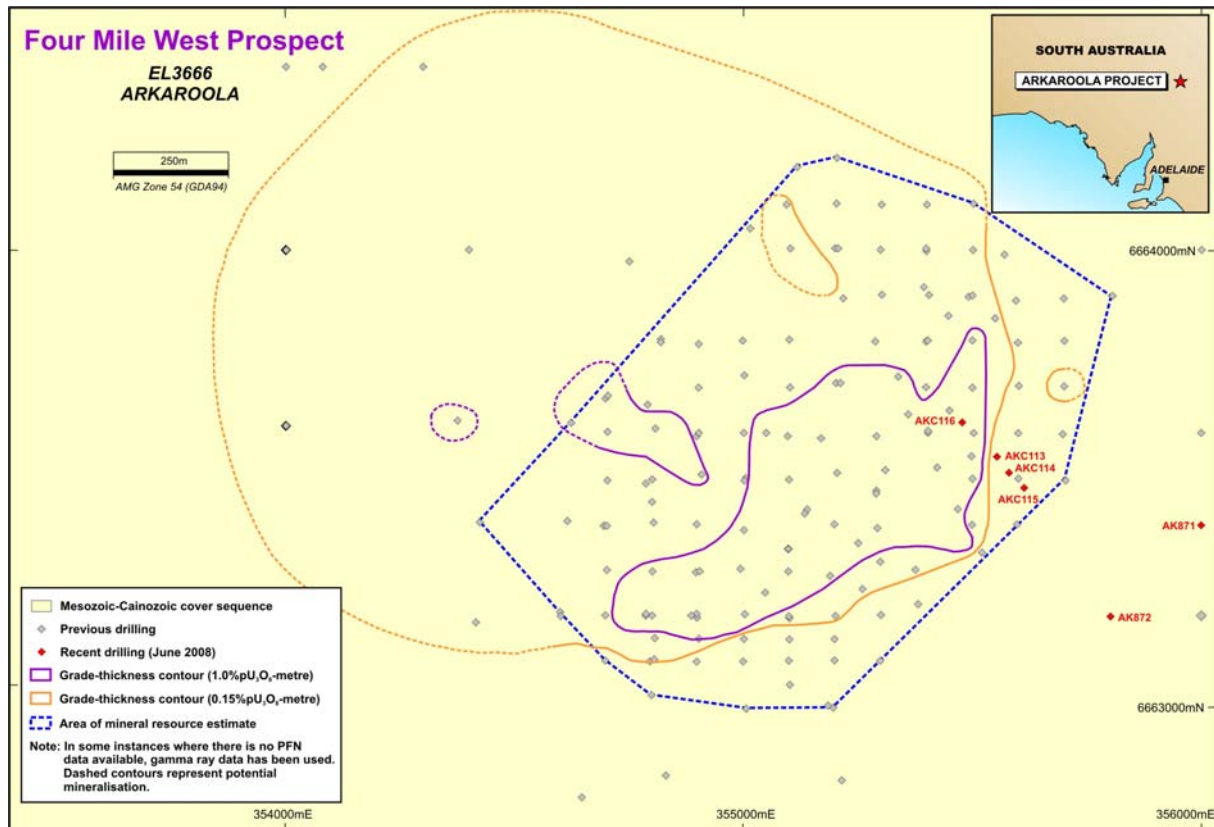 Four Mile West Prospect
EL3666
ARKAROOLA
250m
AMG Zone 54 (GDA94)
SOUTH AUSTRALIA
ARKAROOLA PROJECT
ADELAIDE
6664000mN
AKC116
AKC113
AKC114
AKC115
AK871
AK872
6663000mN
Mesozoic-Cainozoic cover sequence
Previous drilling
Recent drilling (June 2008)
Grade-thickness contour (1.0%pU₃O₈-metre)
Grade-thickness contour (0.15%pU₃O₈-metre)
Area of mineral resource estimate
Note: In some instances where there is no PFN
data available, gamma ray data has been used.
Dashed contours represent potential
mineralisation.
354000mE
355000mE
356000mE